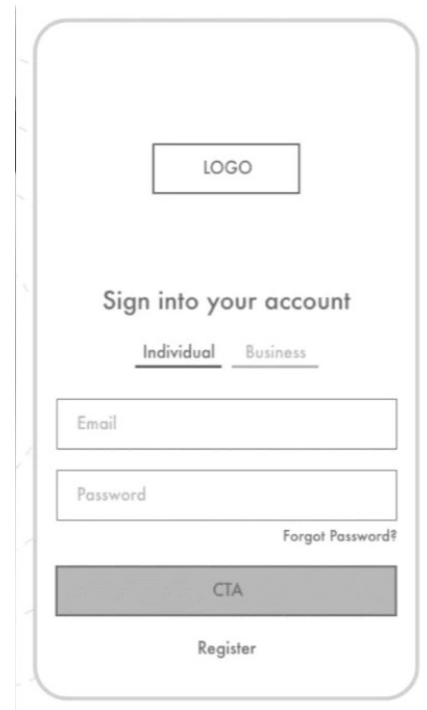 LOGO
Sign into your account
Individual Business
Email
Password
Forgot Password?
CTA
Register